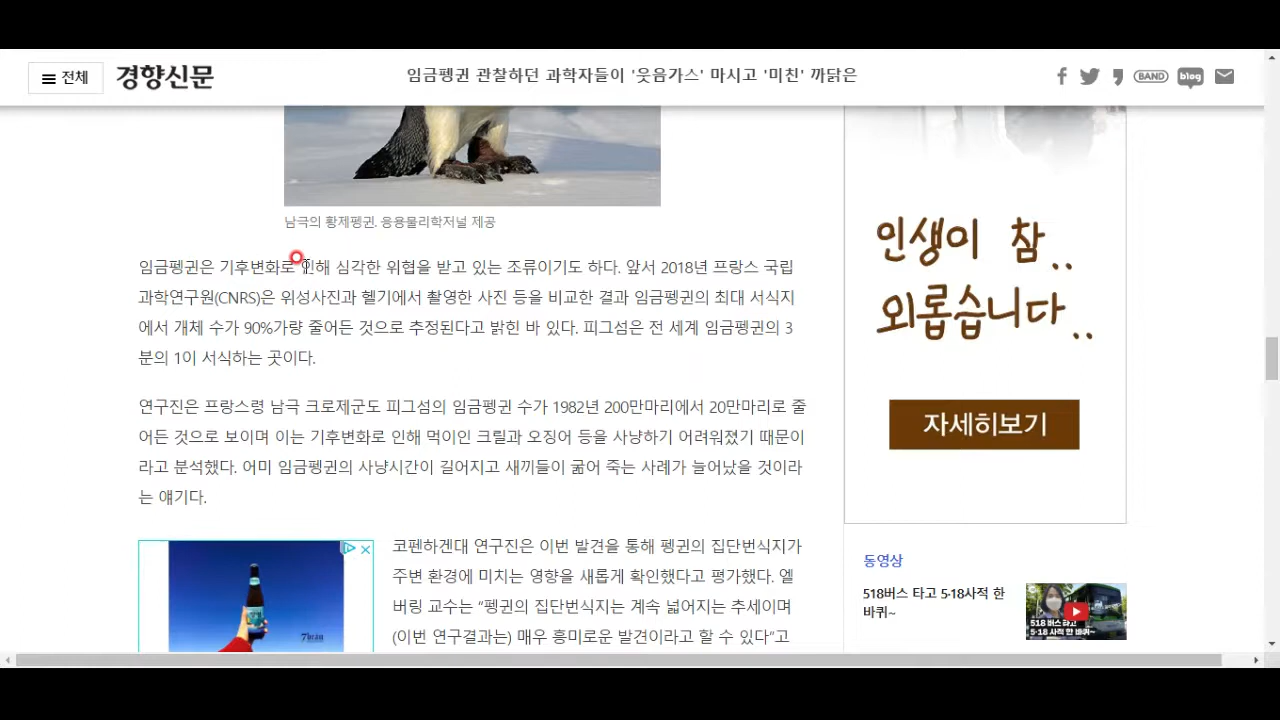 전체
경향신문
임금펭귄 관찰하던 과학자들이 '웃음가스' 마시고 '미친' 까닭은
BAND
blog
남극의 황제펭귄. 응용물리학저널 제공
임금펭귄은 기후변화로 인해 심각한 위협을 받고 있는 조류이기도 하다. 앞서 2018년 프랑스 국립
과학연구원(CNRS)은 위성사진과 헬기에서 촬영한 사진 등을 비교한 결과 임금펭귄의 최대 서식지
에서 개체 수가 90%가량 줄어든 것으로 추정된다고 밝힌 바 있다. 피그섬은 전 세계 임금펭귄의 3
분의 1이 서식하는 곳이다.
연구진은 프랑스령 남극 크로제군도 피그섬의 임금펭귄 수가 1982년 200만마리에서 20만마리로 줄
어든 것으로 보이며 이는 기후변화로 인해 먹이인 크릴과 오징어 등을 사냥하기 어려워졌기 때문이
라고 분석했다. 어미 임금펭귄의 사냥시간이 길어지고 새끼들이 굶어 죽는 사례가 늘어났을 것이라
는 얘기다.
코펜하겐대 연구진은 이번 발견을 통해 펭귄의 집단번식지가
주변 환경에 미치는 영향을 새롭게 확인했다고 평가했다. 엘
버링 교수는 “펭귄의 집단번식지는 계속 넓어지는 추세이며
(이번 연구결과는) 매우 흥미로운 발견이라고 할 수 있다”고
인생이 참..
외롭습니다..
자세히보기
동영상
518버스 타고 5·18사적 한
바퀴~
518 버스 타고
5·18 사적 한 바퀴~